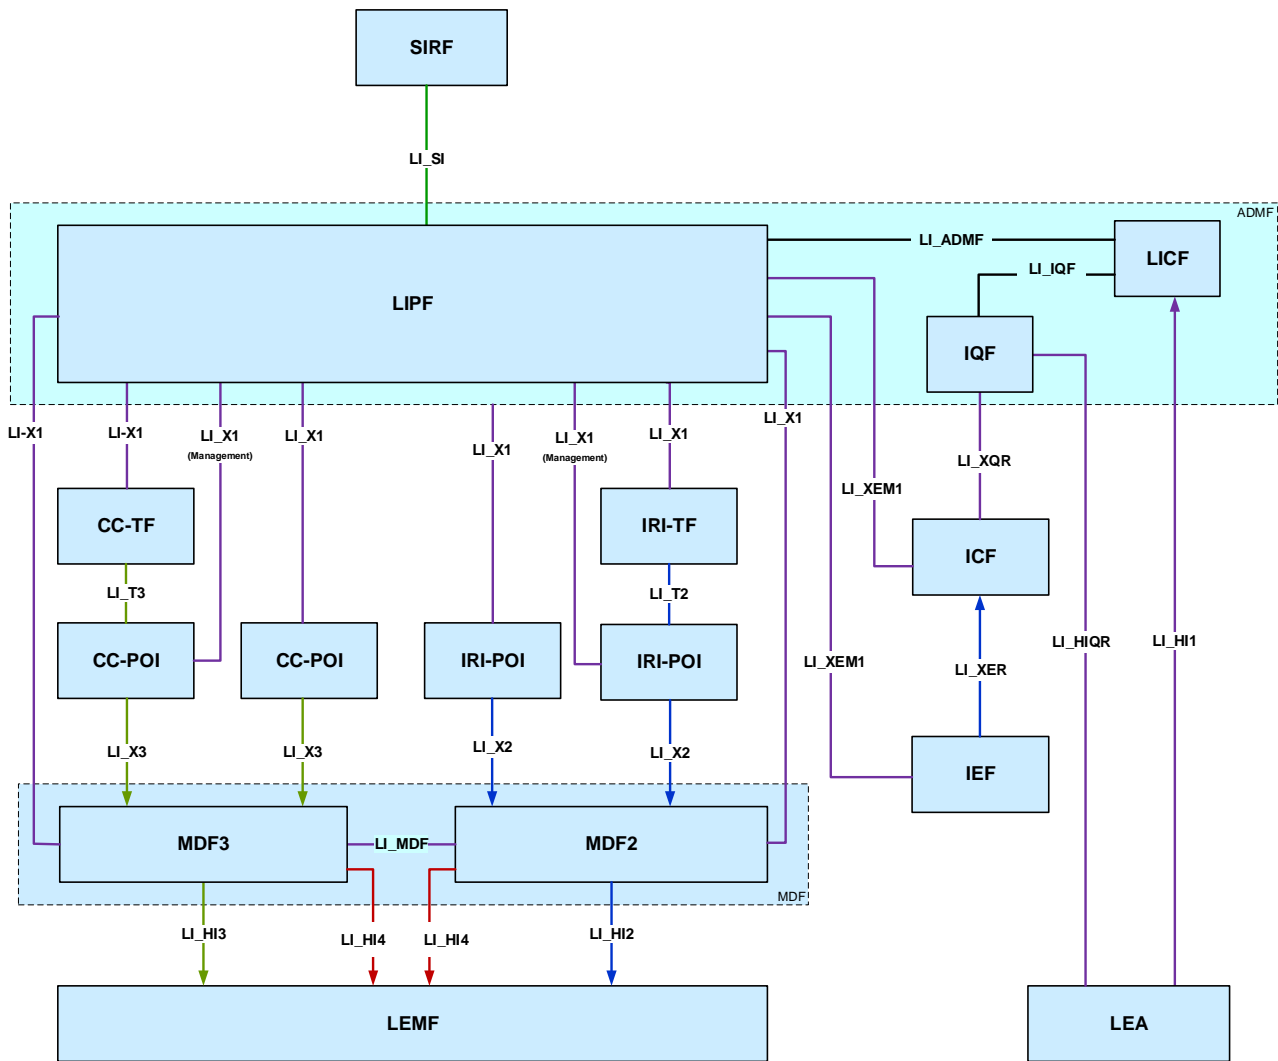 SIRF
LI_SI
ADMF
LI_ADMF
LICF
LI_IQF
LIPF
IQF
LI-X1
LI-X1
LI_X1
(Management)
LI_X1
LI_X1
LI_X1
(Management)
LI_X1
LI_X1
LI_XQR
LI_XEM1
CC-TF
IRI-TF
ICF
LI_T3
LI_T2
LI_HIQR
LI_HI1
CC-POI
CC-POI
IRI-POI
IRI-POI
LI_XEM1
LI_XER
LI_X3
LI_X3
LI_X2
LI_X2
IEF
MDF3
LI_MDF
MDF2
MDF
LI_HI3
LI_HI4
LI_HI4
LI_HI2
LEMF
LEA